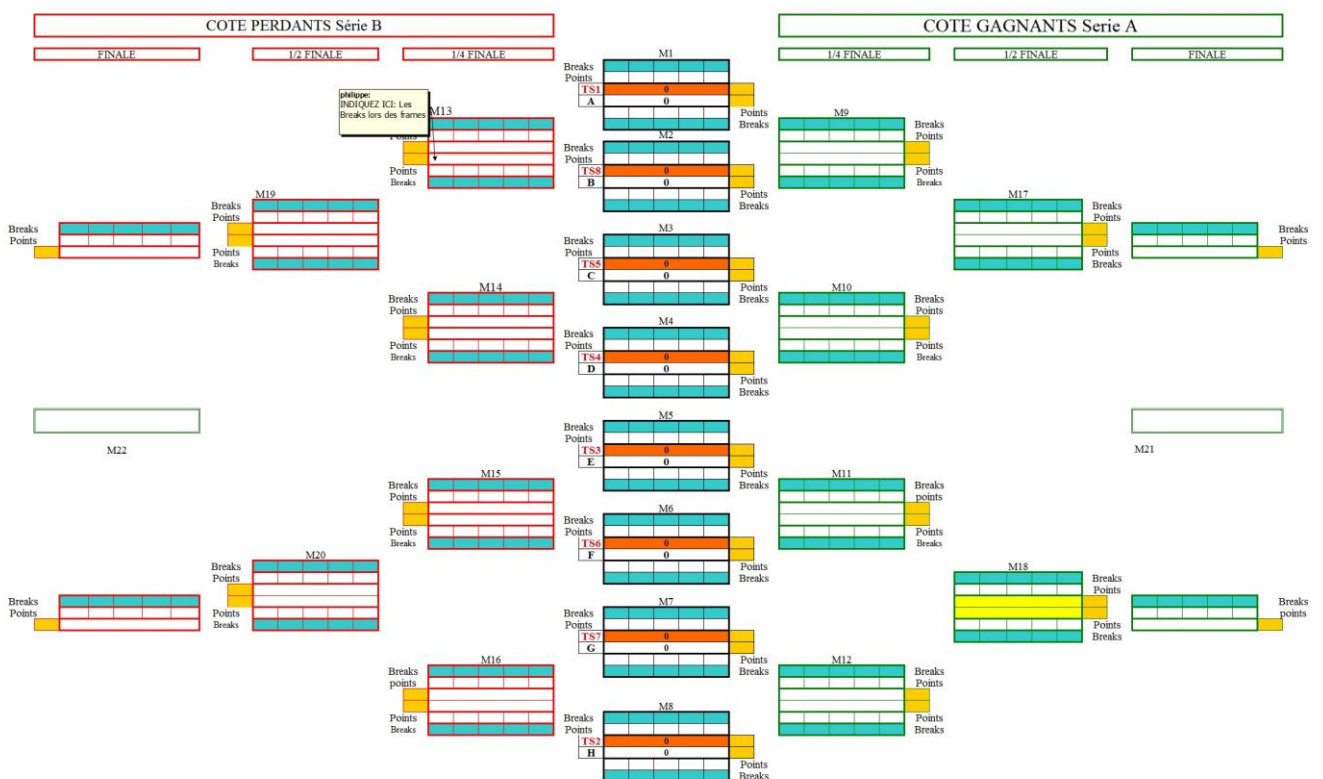 COTE PERDANTS Série B
COTE GAGNANTS Serie A
FINALE
1/2 FINALE
1/4 FINALE
1/4 FINALE
1/2 FINALE
FINALE
M1
Breaks
Points
TS1 0
A 0
Points
Breaks
philippe:
INDIQUEZ ICI: Les
Breaks lors des frames
M13
Points
Points
Breaks
M9
Breaks
Points
Points
Breaks
M2
Breaks
Points
TS8 0
B 0
Points
Breaks
M19
Breaks
Points
Points
Breaks
M17
Breaks
Points
Points
Breaks
Breaks
Points
Breaks
Points
M3
Breaks
Points
TS5 0
C 0
Points
Breaks
M14
Breaks
Points
Points
Breaks
M10
Breaks
Points
Points
Breaks
M4
Breaks
Points
TS4 0
D 0
Points
Breaks
M22
M21
M5
Breaks
Points
TS3 0
E 0
Points
Breaks
M15
Breaks
Points
Points
Breaks
M11
Breaks
points
Points
Breaks
M6
Breaks
Points
TS6 0
F 0
Points
Breaks
M20
Breaks
Points
Points
Breaks
M18
Breaks
Points
Points
Breaks
Breaks
Points
Breaks
points
M7
Breaks
Points
TS7 0
G 0
Points
Breaks
M16
Breaks
points
Points
Breaks
M12
Breaks
Points
Points
Breaks
M8
Breaks
Points
TS2 0
H 0
Points
Breaks